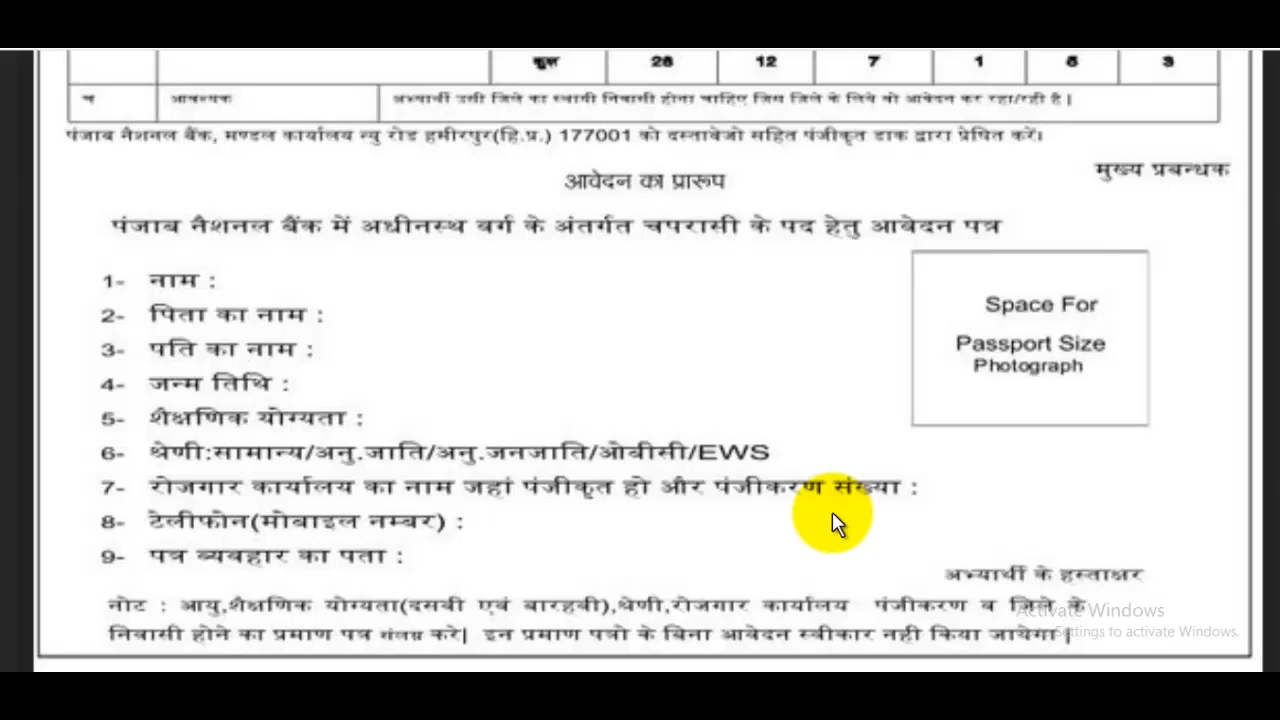 कुल 28 12 7 1 5 3
च आवश्यक अभ्यार्थी उसी जिले का स्थायी निवासी होना चाहिए जिस जिले के लिये वो आवेदन कर रहा/रही है |
पंजाब नैशनल बैंक, मण्डल कार्यालय न्यु रोड हमीरपुर(हि.प्र.) 177001 को दस्तावेजो सहित पंजीकृत डाक द्वारा प्रेषित करें।
मुख्य प्रबन्धक
आवेदन का प्रारूप
पंजाब नैशनल बैंक में अधीनस्थ वर्ग के अंतर्गत चपरासी के पद हेतु आबेदन पत्र
1- नाम :
2- पिता का नाम :
3- पति का नाम :
4- जन्म तिथि :
5- शैक्षणिक योग्यता :
6- श्रेणी:सामान्य/अनु.जाति/अनु.जनजाति/ओबीसी/EWS
7- रोजगार कार्यालय का नाम जहां पंजीकृत हो और पंजीकरण संख्या :
8- टेलीफोन(मोबाइल नम्बर) :
9- पत्र व्यवहार का पता :
Space For
Passport Size
Photograph
अभ्यार्थी के हस्ताक्षर
नोट : आयु,शैक्षणिक योग्यता(दसवी एवं बारहवी),श्रेणी,रोजगार कार्यालय पंजीकरण व जिले के
निवासी होने का प्रमाण पत्र संलग्न करे| इन प्रमाण पत्रो के बिना आबेदन स्वीकार नही किया जायेगा|
Activate Windows
Settings to activate Windows.